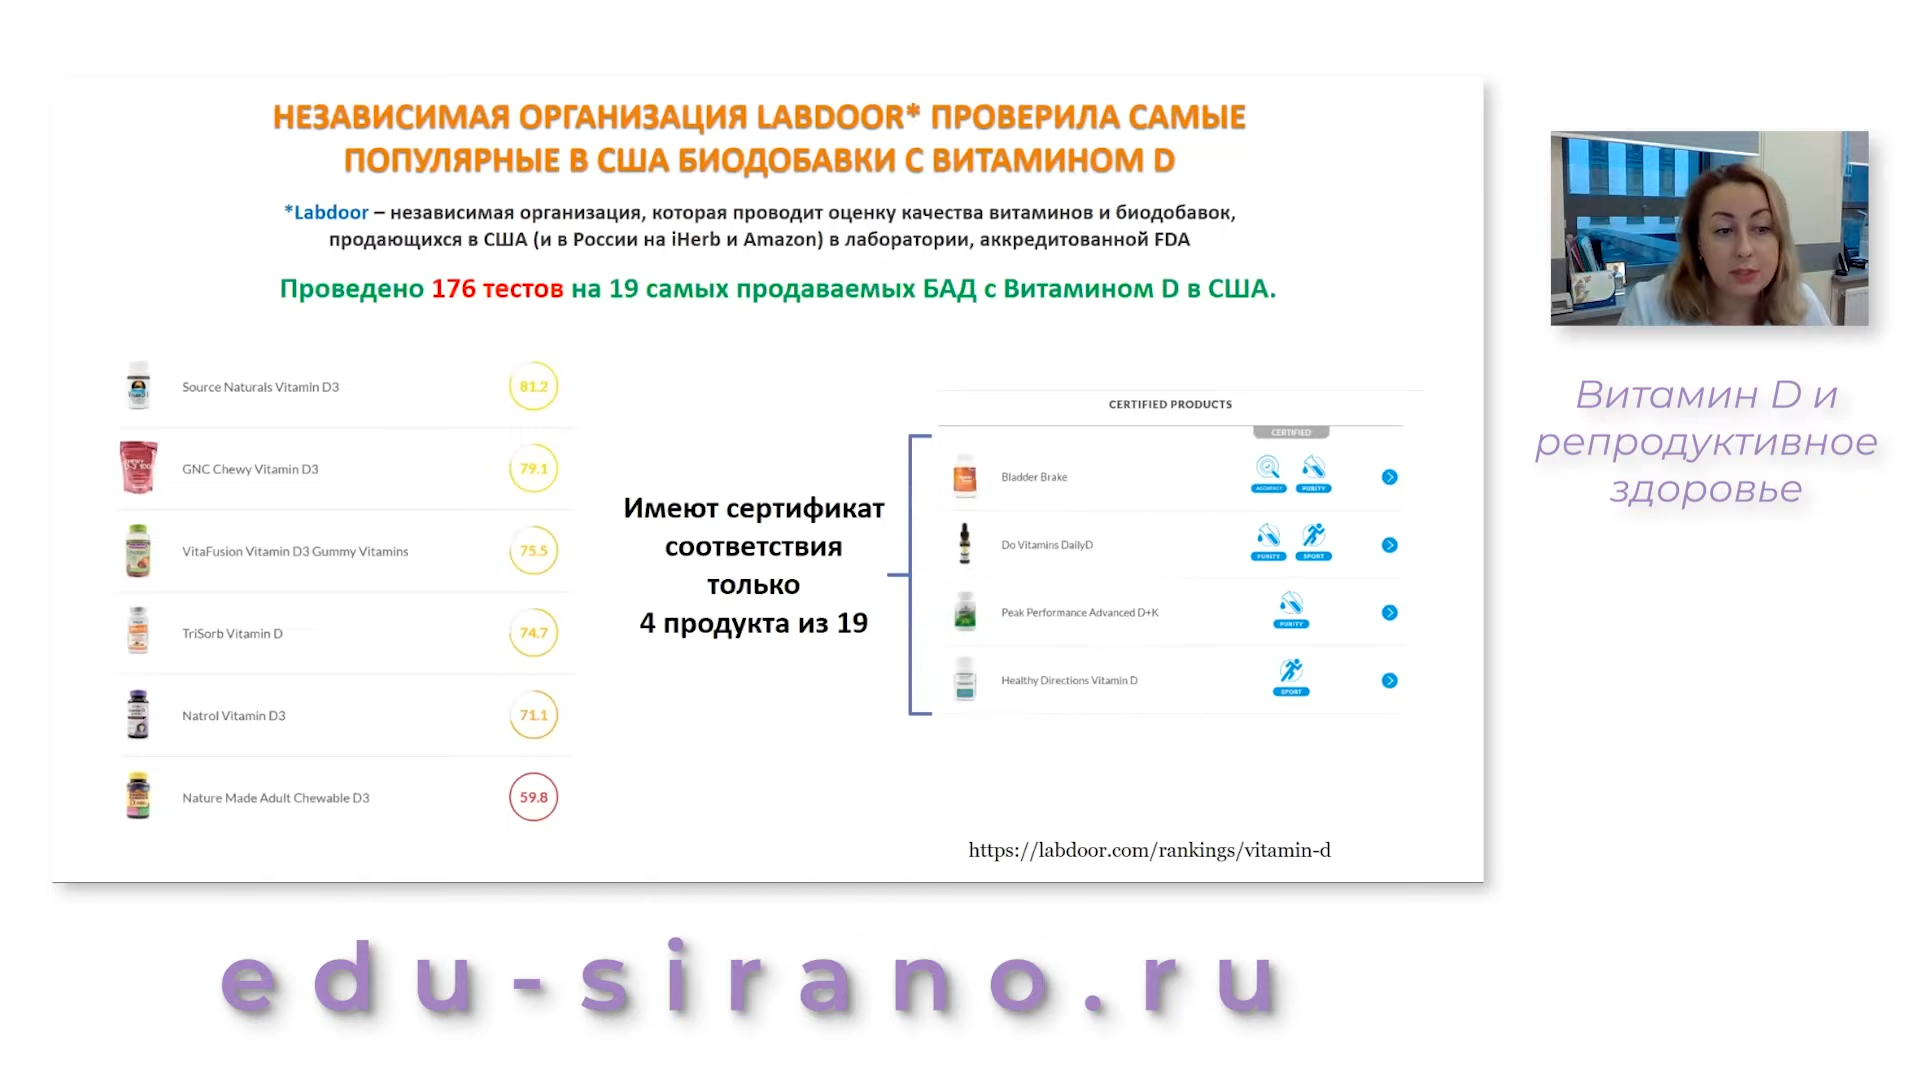 НЕЗАВИСИМАЯ ОРГАНИЗАЦИЯ LABDOOR* ПРОВЕРИЛА САМЫЕ
ПОПУЛЯРНЫЕ В США БИОДОБАВКИ С ВИТАМИНОМ D
*Labdoor – независимая организация, которая проводит оценку качества витаминов и биодобавок,
продающихся в США (и в России на iHerb и Amazon) в лаборатории, аккредитованной FDA
Проведено 176 тестов на 19 самых продаваемых БАД с Витамином D в США.
Source Naturals Vitamin D3 81.2
GNC Chewy Vitamin D3 79.1
VitaFusion Vitamin D3 Gummy Vitamins 75.5
TriSorb Vitamin D 74.7
Natrol Vitamin D3 71.1
Nature Made Adult Chewable D3 59.8
Имеют сертификат
соответствия
только
4 продукта из 19
CERTIFIED PRODUCTS
CERTIFIED
Bladder Brake PURITY
Do Vitamins DailyD PURITY SPORT
Peak Performance Advanced D+K PURITY
Healthy Directions Vitamin D SPORT
https://labdoor.com/rankings/vitamin-d
Витамин D и
репродуктивное
здоровье
edu-sirano.ru